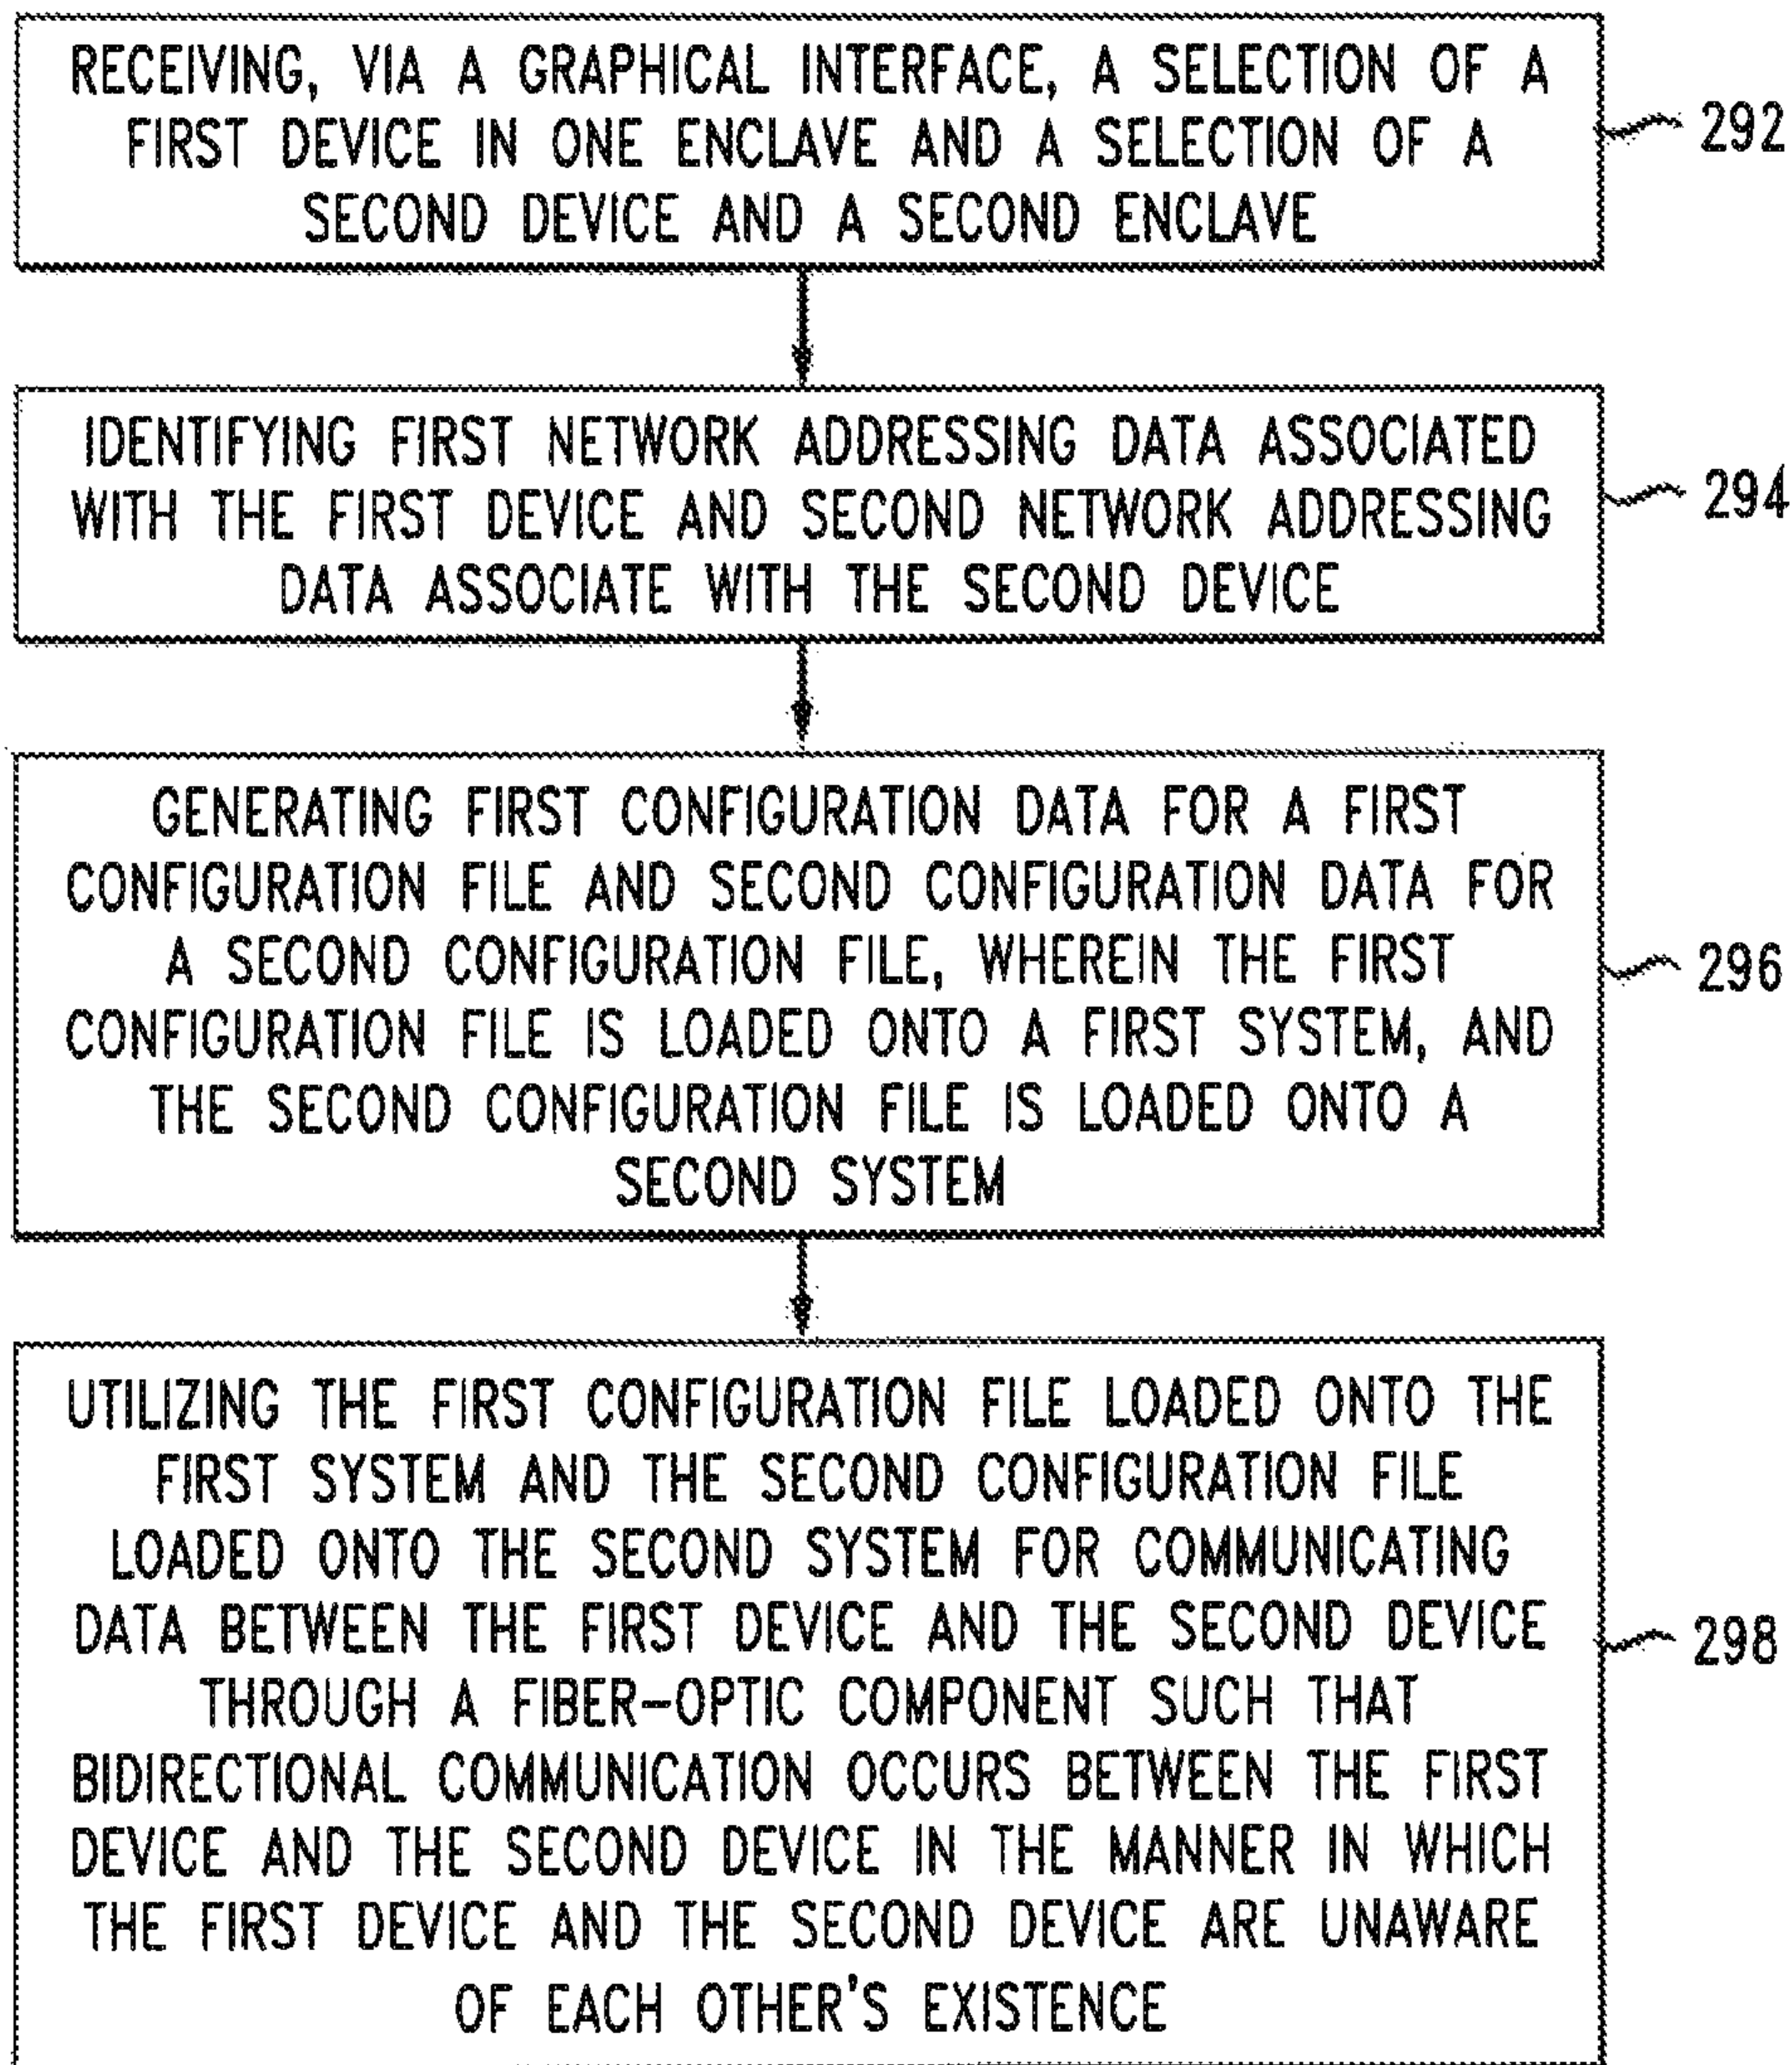 RECEIVING, VIA A GRAPHICAL INTERFACE, A SELECTION OF A
FIRST DEVICE IN ONE ENCLAVE AND A SELECTION OF A
SECOND DEVICE AND A SECOND ENCLAVE
292
IDENTIFYING FIRST NETWORK ADDRESSING DATA ASSOCIATED
WITH THE FIRST DEVICE AND SECOND NETWORK ADDRESSING
DATA ASSOCIATE WITH THE SECOND DEVICE
294
GENERATING FIRST CONFIGURATION DATA FOR A FIRST
CONFIGURATION FILE AND SECOND CONFIGURATION DATA FOR
A SECOND CONFIGURATION FILE, WHEREIN THE FIRST
CONFIGURATION FILE IS LOADED ONTO A FIRST SYSTEM, AND
THE SECOND CONFIGURATION FILE IS LOADED ONTO A
SECOND SYSTEM
296
UTILIZING THE FIRST CONFIGURATION FILE LOADED ONTO THE
FIRST SYSTEM AND THE SECOND CONFIGURATION FILE
LOADED ONTO THE SECOND SYSTEM FOR COMMUNICATING
DATA BETWEEN THE FIRST DEVICE AND THE SECOND DEVICE
THROUGH A FIBER-OPTIC COMPONENT SUCH THAT
BIDIRECTIONAL COMMUNICATION OCCURS BETWEEN THE FIRST
DEVICE AND THE SECOND DEVICE IN THE MANNER IN WHICH
THE FIRST DEVICE AND THE SECOND DEVICE ARE UNAWARE
OF EACH OTHER'S EXISTENCE
298